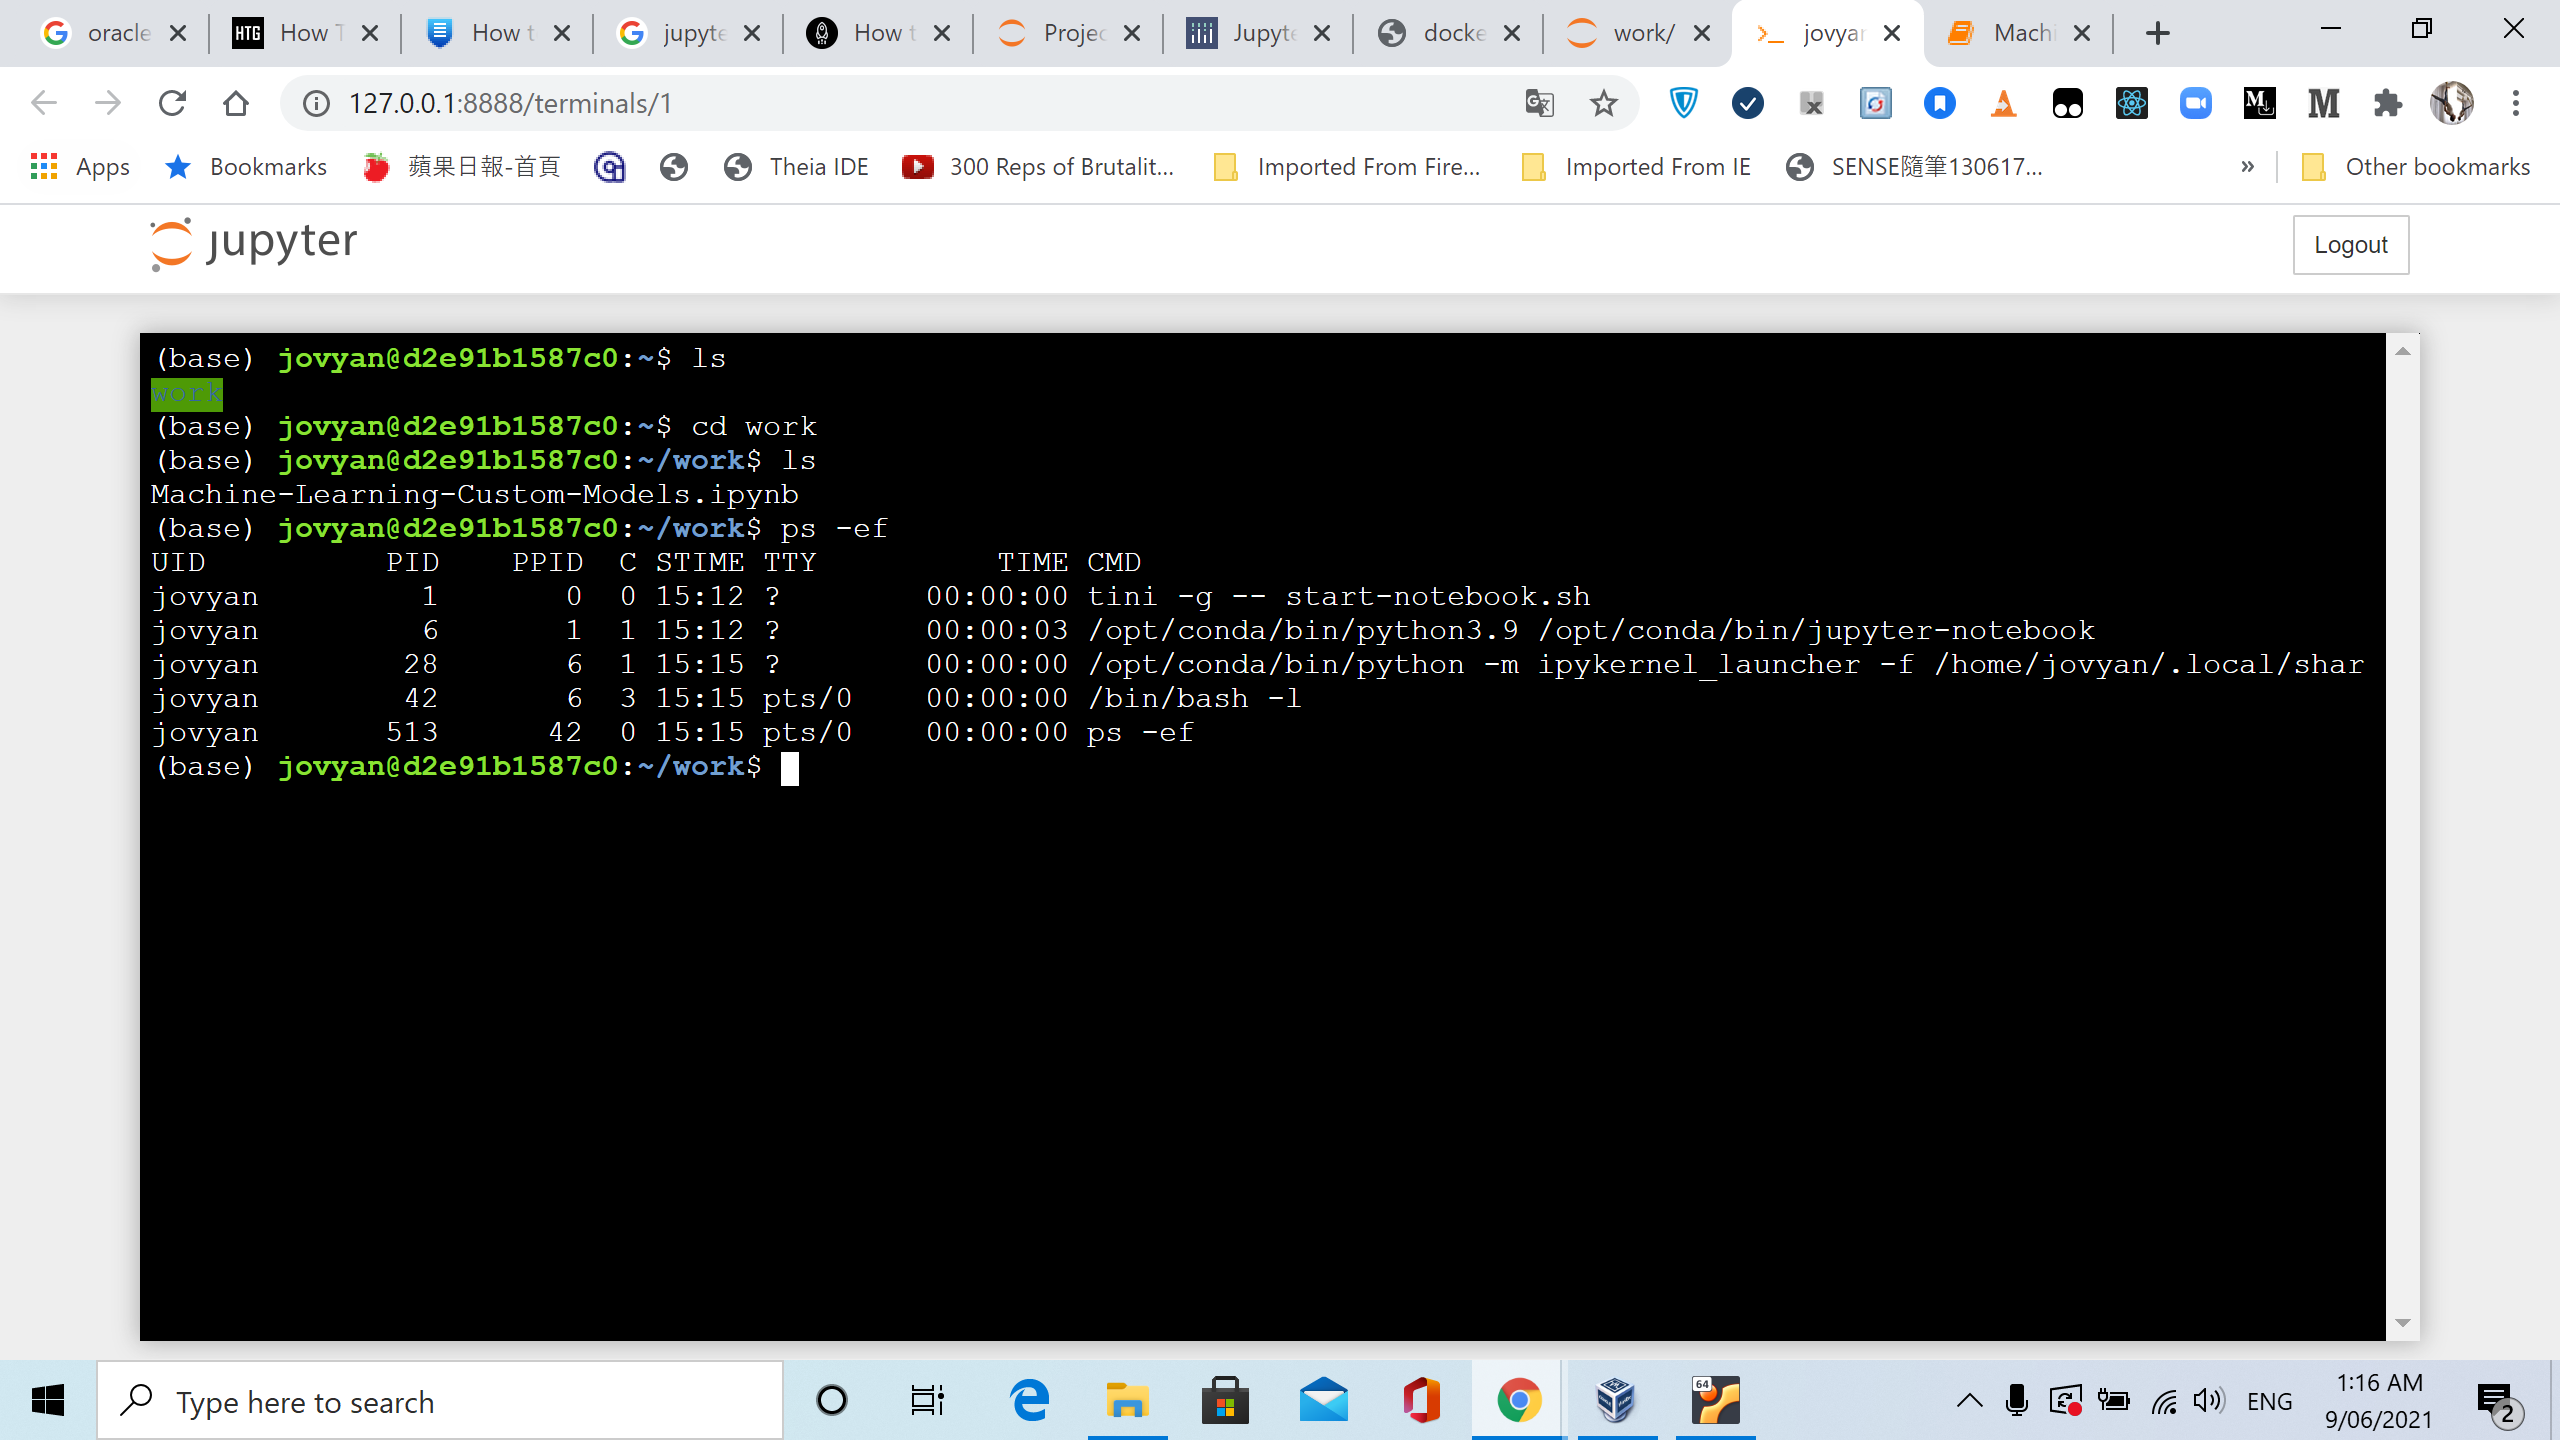 oracle How T How t jupyte How t Projec Jupyte docke work/ jovyan Machi
127.0.0.1:8888/terminals/1
Apps Bookmarks 蘋果日報-首頁 Theia IDE 300 Reps of Brutalit... Imported From Fire... Imported From IE SENSE隨筆130617... » Other bookmarks
jupyter Logout
(base) jovyan@d2e91b1587c0:~$ ls
work
(base) jovyan@d2e91b1587c0:~$ cd work
(base) jovyan@d2e91b1587c0:~/work$ ls
Machine-Learning-Custom-Models.ipynb
(base) jovyan@d2e91b1587c0:~/work$ ps -ef
UID          PID    PPID  C STIME TTY          TIME CMD
jovyan         1       0  0 15:12 ?        00:00:00 tini -g -- start-notebook.sh
jovyan         6       1  1 15:12 ?        00:00:03 /opt/conda/bin/python3.9 /opt/conda/bin/jupyter-notebook
jovyan        28       6  1 15:15 ?        00:00:00 /opt/conda/bin/python -m ipykernel_launcher -f /home/jovyan/.local/shar
jovyan        42       6  3 15:15 pts/0    00:00:00 /bin/bash -l
jovyan       513      42  0 15:15 pts/0    00:00:00 ps -ef
(base) jovyan@d2e91b1587c0:~/work$
Type here to search
64
ENG
1:16 AM
9/06/2021
2